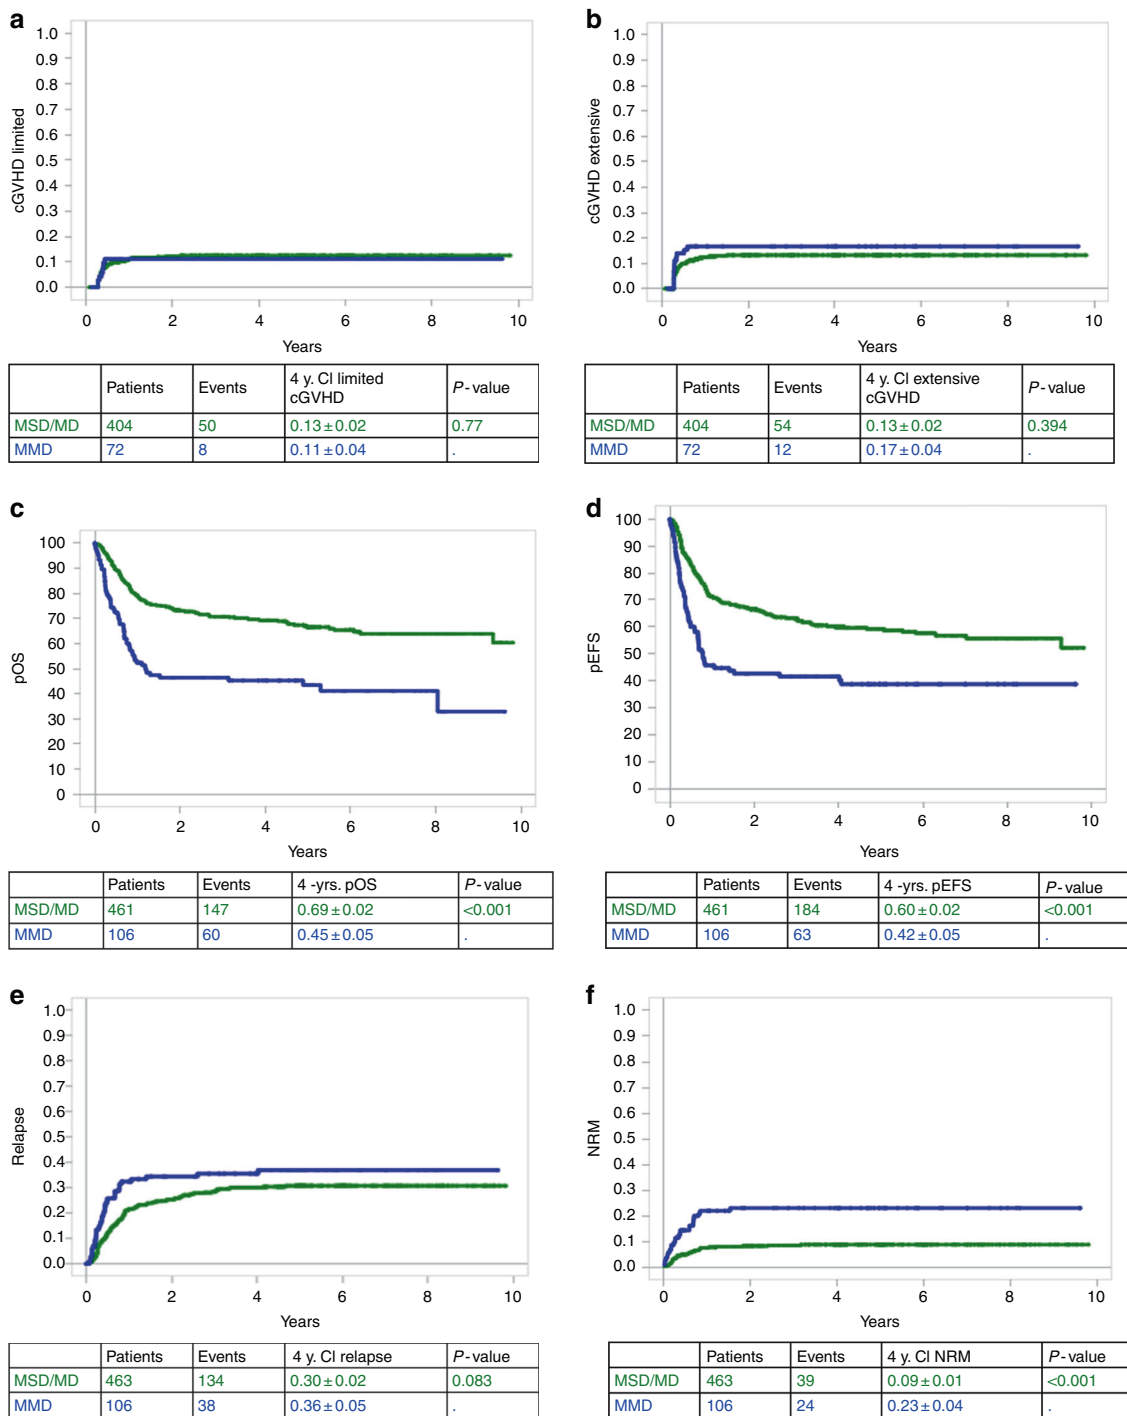 a
1.0
0.9
0.8
0.7
0.6
0.5
0.4
0.3
0.2
0.1
0.0
cGVHD limited
0 2 4 6 8 10
Years
Patients Events 4 y. CI limited cGVHD P-value
MSD/MD 404 50 0.13±0.02 0.77
MMD 72 8 0.11±0.04 .
b
1.0
0.9
0.8
0.7
0.6
0.5
0.4
0.3
0.2
0.1
0.0
cGVHD extensive
0 2 4 6 8 10
Years
Patients Events 4 y. CI extensive cGVHD P-value
MSD/MD 404 54 0.13±0.02 0.394
MMD 72 12 0.17±0.04 .
c
100
90
80
70
60
50
40
30
20
10
0
pOS
0 2 4 6 8 10
Years
Patients Events 4 -yrs. pOS P-value
MSD/MD 461 147 0.69±0.02 <0.001
MMD 106 60 0.45±0.05 .
d
100
90
80
70
60
50
40
30
20
10
0
pEFS
0 2 4 6 8 10
Years
Patients Events 4 -yrs. pEFS P-value
MSD/MD 461 184 0.60±0.02 <0.001
MMD 106 63 0.42±0.05 .
e
1.0
0.9
0.8
0.7
0.6
0.5
0.4
0.3
0.2
0.1
0.0
Relapse
0 2 4 6 8 10
Years
Patients Events 4 y. CI relapse P-value
MSD/MD 463 134 0.30±0.02 0.083
MMD 106 38 0.36±0.05 .
f
1.0
0.9
0.8
0.7
0.6
0.5
0.4
0.3
0.2
0.1
0.0
NRM
0 2 4 6 8 10
Years
Patients Events 4 y. CI NRM P-value
MSD/MD 463 39 0.09±0.01 <0.001
MMD 106 24 0.23±0.04 .